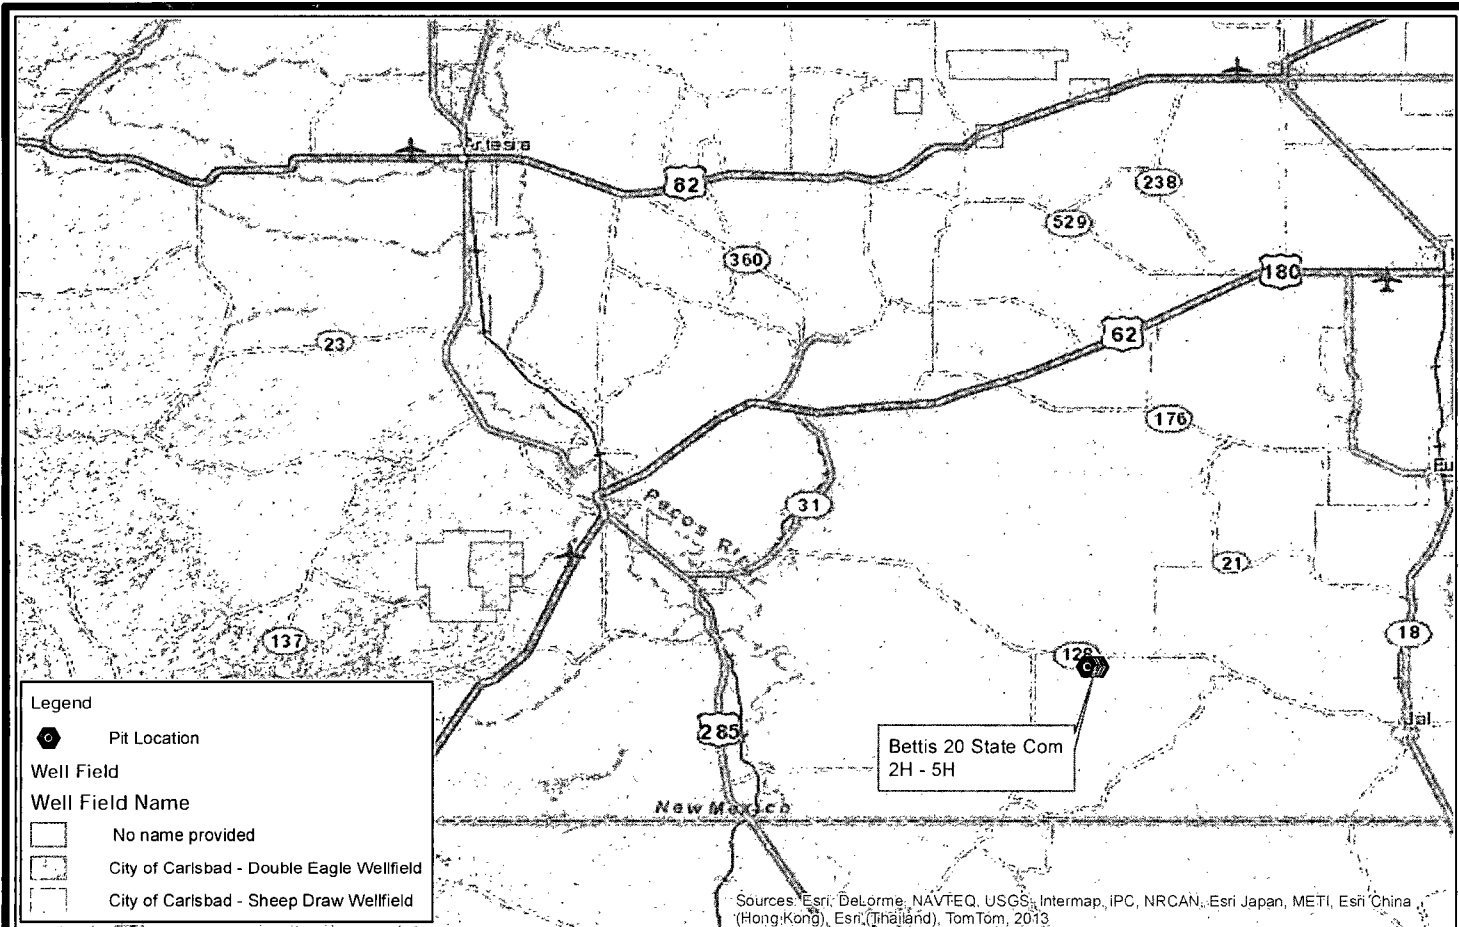 Artesia
82
238
529
360
180
62
23
176
Eu
Pecos Riv
31
21
137
128
18
Jal
285
Bettis 20 State Com
2H - 5H
New Mexico
Legend
Pit Location
Well Field
Well Field Name
No name provided
City of Carlsbad - Double Eagle Wellfield
City of Carlsbad - Sheep Draw Wellfield
Sources: Esri, DeLorme, NAVTEQ, USGS, Intermap, iPC, NRCAN, Esri Japan, METI, Esri China
(Hong Kong), Esri (Thailand), TomTom, 2013